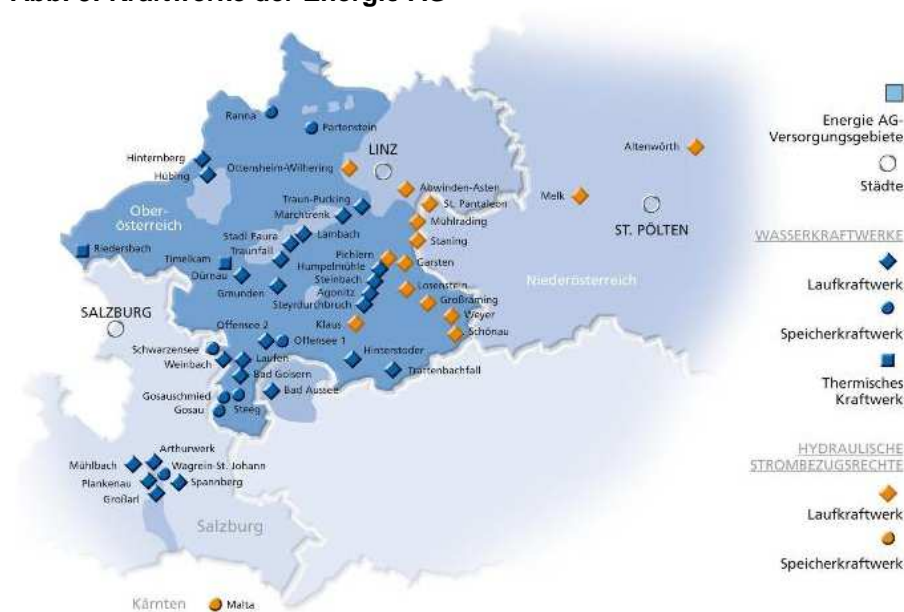 Abb. 3: Kraftwerke der Energie AG
Ranna
Partenstein
LINZ
Hinternberg
Hübing
Ottensheim-Wilhering
Altenwörth
Abwinden-Asten
Melk
St. Pantaleon
Traun-Pucking
Marchtrenk
Mühlrading
ST. PÖLTEN
Ober-
österreich
Stadl Paura
Lambach
Staning
Riedersbach
Traunfall
Timelkam
Pichlern
Garsten
Humpelmühle
Dürnau
Steinbach
Losenstein
Niederösterreich
Gmunden
Agonitz
Großraming
Steyrdurchbruch
SALZBURG
Klaus
Weyer
Schönau
Offensee 2
Offensee 1
Schwarzensee
Hinterstoder
Weinbach
Laufen
Trattenbachfall
Bad Goisern
Bad Aussee
Gosauschmied
Gosau
Steeg
Arthurwerk
Mühlbach
Wagrein-St. Johann
Plankenau
Spannberg
Großarl
Salzburg
Kärnten
Malta
Energie AG-
Versorgungsgebiete
Städte
WASSERKRAFTWERKE
Laufkraftwerk
Speicherkraftwerk
Thermisches
Kraftwerk
HYDRAULISCHE
STROMBEZUGSRECHTE
Laufkraftwerk
Speicherkraftwerk